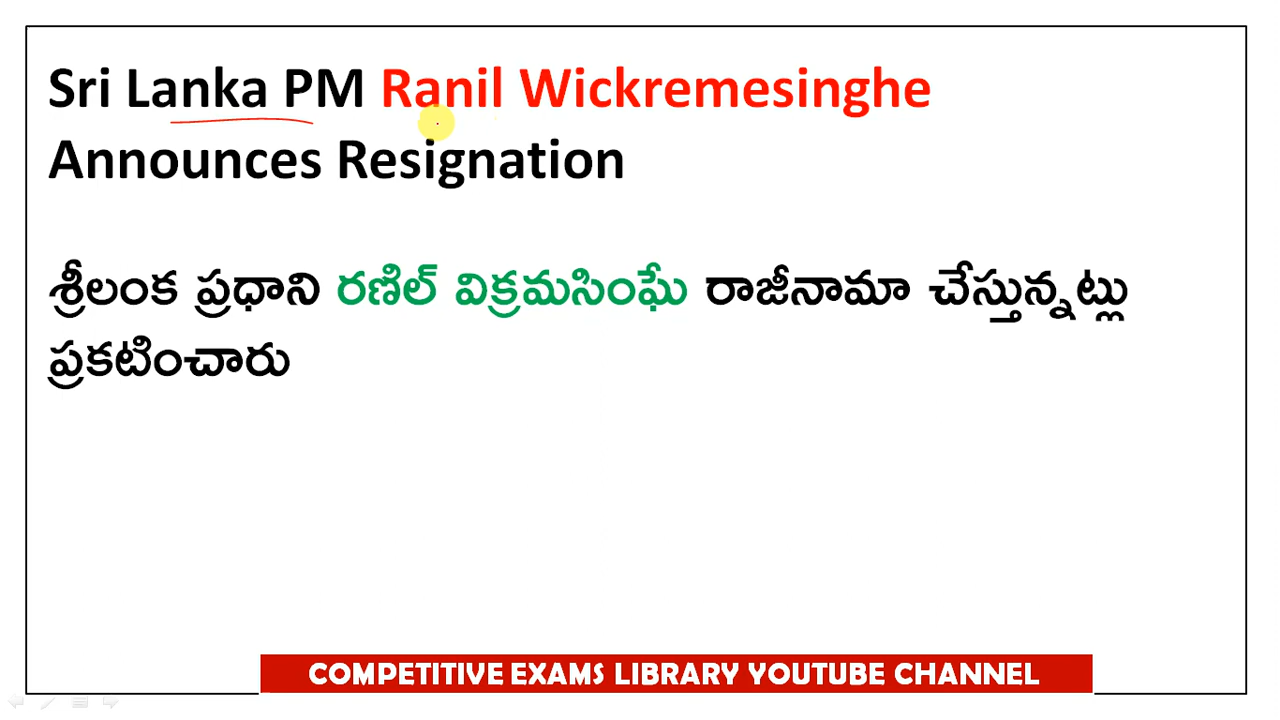 Sri Lanka PM Ranil Wickremesinghe
Announces Resignation
శ్రీలంక ప్రధాని రణిల్ విక్రమసింఘే రాజీనామా చేస్తున్నట్లు
ప్రకటించారు
COMPETITIVE EXAMS LIBRARY YOUTUBE CHANNEL